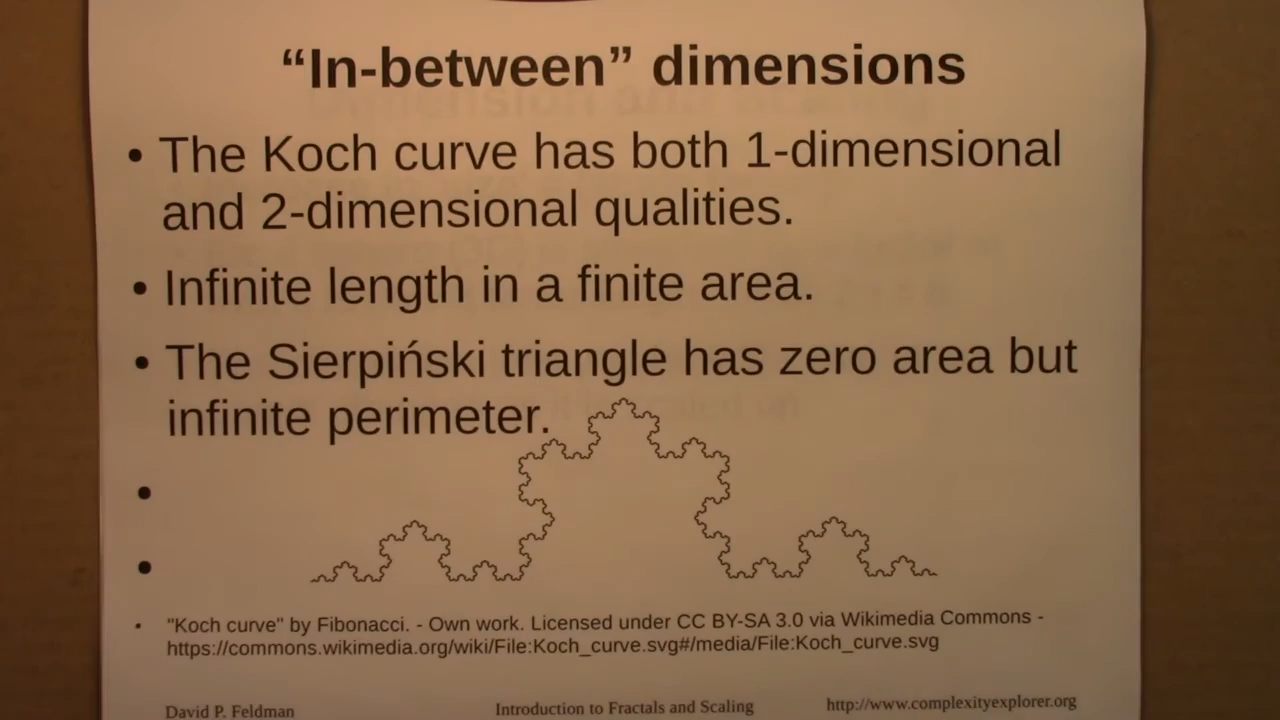 “In-between” dimensions
• The Koch curve has both 1-dimensional
and 2-dimensional qualities.
• Infinite length in a finite area.
• The Sierpiński triangle has zero area but
infinite perimeter.
•
•
• "Koch curve" by Fibonacci. - Own work. Licensed under CC BY-SA 3.0 via Wikimedia Commons -
https://commons.wikimedia.org/wiki/File:Koch_curve.svg#/media/File:Koch_curve.svg
David P. Feldman
Introduction to Fractals and Scaling
http://www.complexityexplorer.org